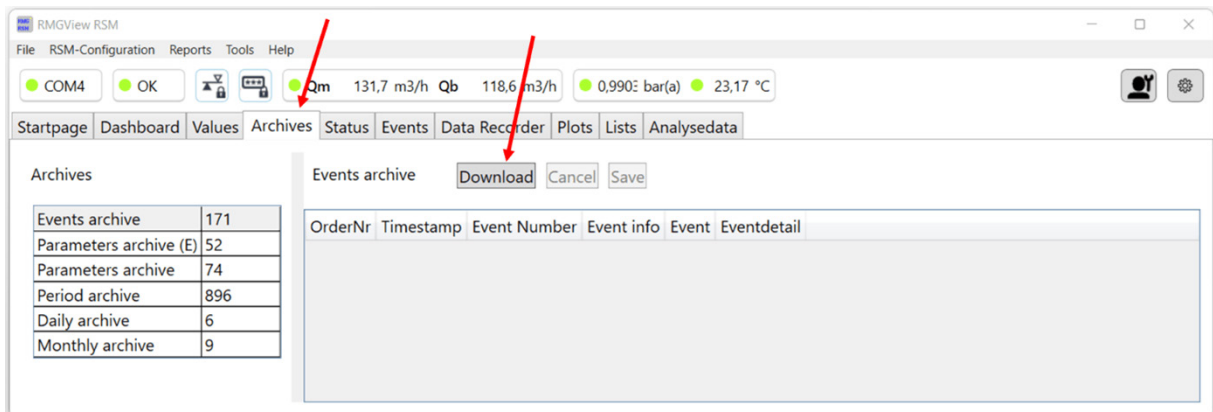 RMGView RSM
File RSM-Configuration Reports Tools Help
COM4 OK Qm 131,7 m3/h Qb 118,6 m3/h 0,9903 bar(a) 23,17 °C
Startpage Dashboard Values Archives Status Events Data Recorder Plots Lists Analysedata
Archives
Events archive 171
Parameters archive (E) 52
Parameters archive 74
Period archive 896
Daily archive 6
Monthly archive 9
Events archive Download Cancel Save
OrderNr Timestamp Event Number Event info Event Eventdetail